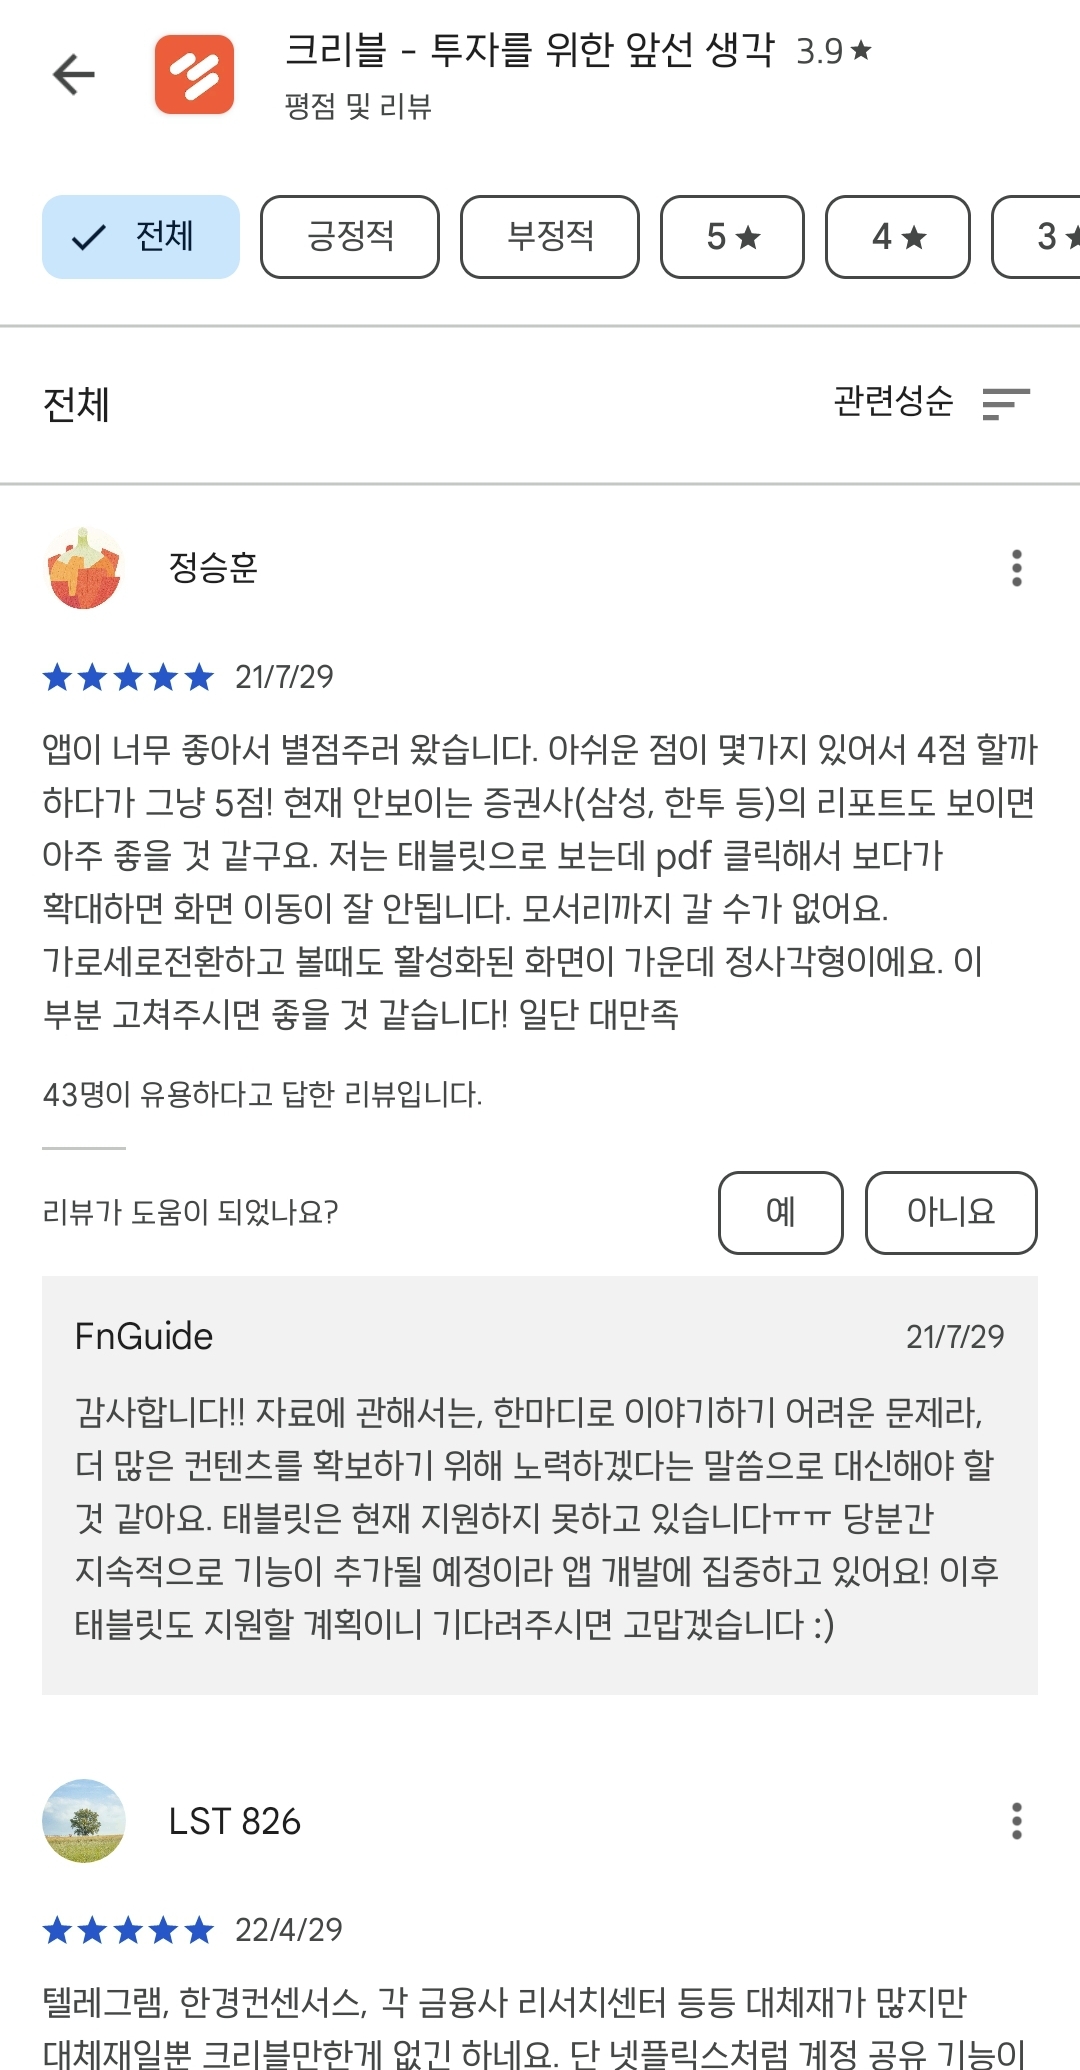 크리블 - 투자를 위한 앞선 생각 3.9★
평점 및 리뷰
전체 긍정적 부정적 5★ 4★ 3★
전체 관련성순
정승훈
21/7/29
앱이 너무 좋아서 별점주러 왔습니다. 아쉬운 점이 몇가지 있어서 4점 할까
하다가 그냥 5점! 현재 안보이는 증권사(삼성, 한투 등)의 리포트도 보이면
아주 좋을 것 같구요. 저는 태블릿으로 보는데 pdf 클릭해서 보다가
확대하면 화면 이동이 잘 안됩니다. 모서리까지 갈 수가 없어요.
가로세로전환하고 볼때도 활성화된 화면이 가운데 정사각형이에요. 이
부분 고쳐주시면 좋을 것 같습니다! 일단 대만족
43명이 유용하다고 답한 리뷰입니다.
리뷰가 도움이 되었나요? 예 아니요
FnGuide 21/7/29
감사합니다!! 자료에 관해서는, 한마디로 이야기하기 어려운 문제라,
더 많은 컨텐츠를 확보하기 위해 노력하겠다는 말씀으로 대신해야 할
것 같아요. 태블릿은 현재 지원하지 못하고 있습니다ㅠㅠ 당분간
지속적으로 기능이 추가될 예정이라 앱 개발에 집중하고 있어요! 이후
태블릿도 지원할 계획이니 기다려주시면 고맙겠습니다 :)
LST 826
22/4/29
텔레그램, 한경컨센서스, 각 금융사 리서치센터 등등 대체재가 많지만
대체재일뿐 크리블만한게 없긴 하네요. 단 넷플릭스처럼 계정 공유 기능이